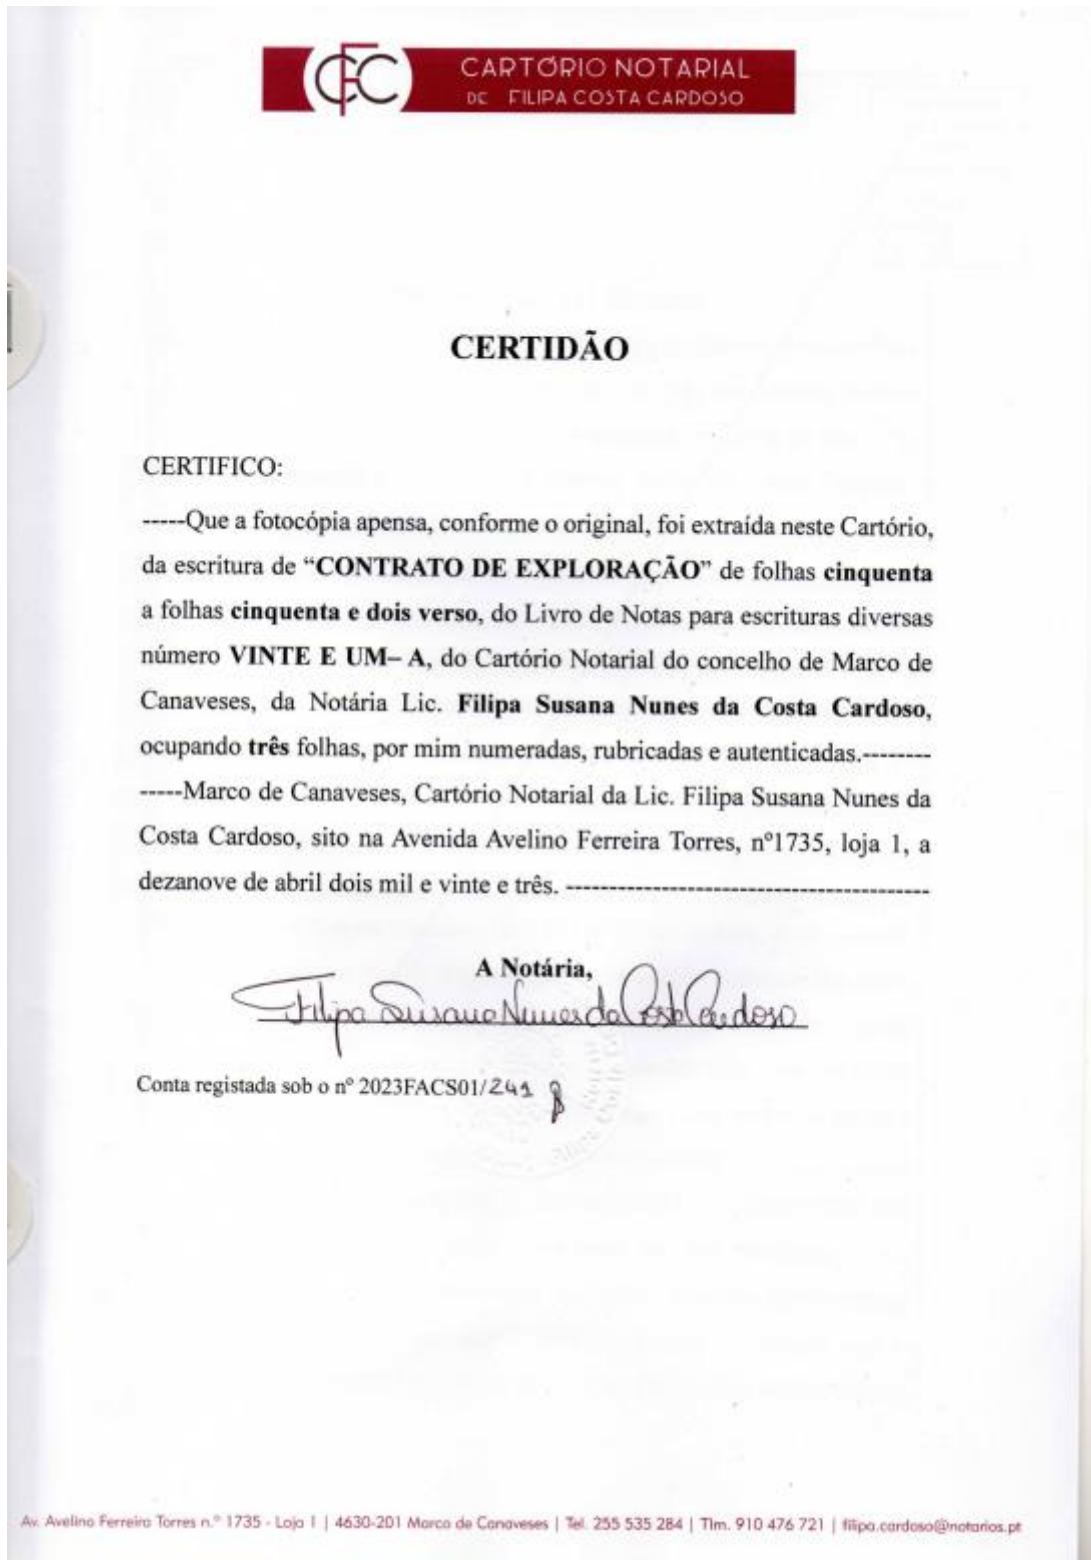 CFC
CARTÓRIO NOTARIAL
DE FILIPA COSTA CARDOSO
CERTIDÃO
CERTIFICO:
-----Que a fotocópia apensa, conforme o original, foi extraída neste Cartório,
da escritura de “CONTRATO DE EXPLORAÇÃO” de folhas cinquenta
a folhas cinquenta e dois verso, do Livro de Notas para escrituras diversas
número VINTE E UM– A, do Cartório Notarial do concelho de Marco de
Canaveses, da Notária Lic. Filipa Susana Nunes da Costa Cardoso,
ocupando três folhas, por mim numeradas, rubricadas e autenticadas.--------
-----Marco de Canaveses, Cartório Notarial da Lic. Filipa Susana Nunes da
Costa Cardoso, sito na Avenida Avelino Ferreira Torres, nº1735, loja 1, a
dezanove de abril dois mil e vinte e três. ------------------------------------------
A Notária,
Filipa Susana Nunes da Costa Cardoso
Conta registada sob o nº 2023FACS01/241
Av. Avelino Ferreira Torres n.º 1735 - Loja 1 | 4630-201 Marco de Canaveses | Tel. 255 535 284 | Tlm. 910 476 721 | filipa.cardoso@notarios.pt